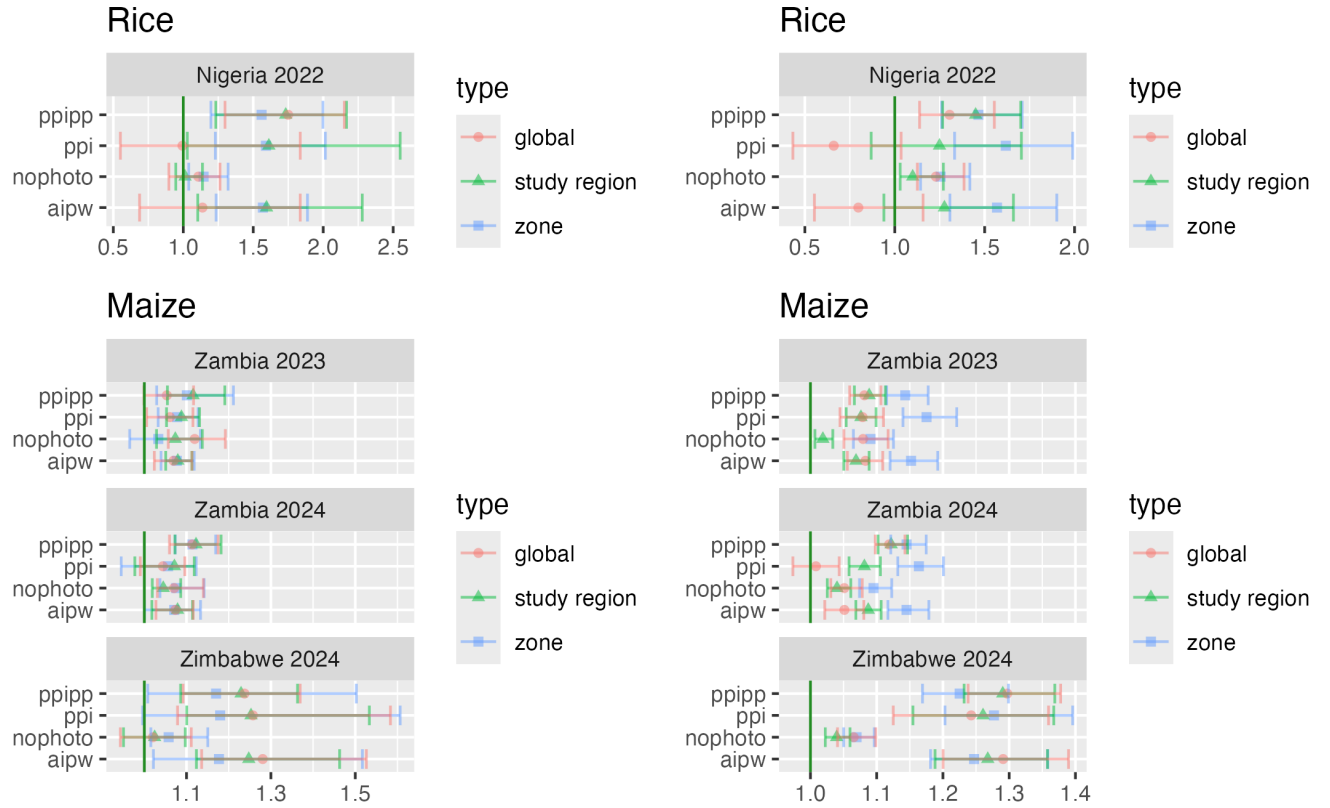 Rice
Nigeria 2022
ppipp
ppi
nophoto
aipw
0.5 1.0 1.5 2.0 2.5
type
global
study region
zone
Rice
Nigeria 2022
ppipp
ppi
nophoto
aipw
0.5 1.0 1.5 2.0
type
global
study region
zone
Maize
Zambia 2023
ppipp
ppi
nophoto
aipw
Zambia 2024
ppipp
ppi
nophoto
aipw
Zimbabwe 2024
ppipp
ppi
nophoto
aipw
1.1 1.3 1.5
type
global
study region
zone
Maize
Zambia 2023
ppipp
ppi
nophoto
aipw
Zambia 2024
ppipp
ppi
nophoto
aipw
Zimbabwe 2024
ppipp
ppi
nophoto
aipw
1.0 1.1 1.2 1.3 1.4
type
global
study region
zone